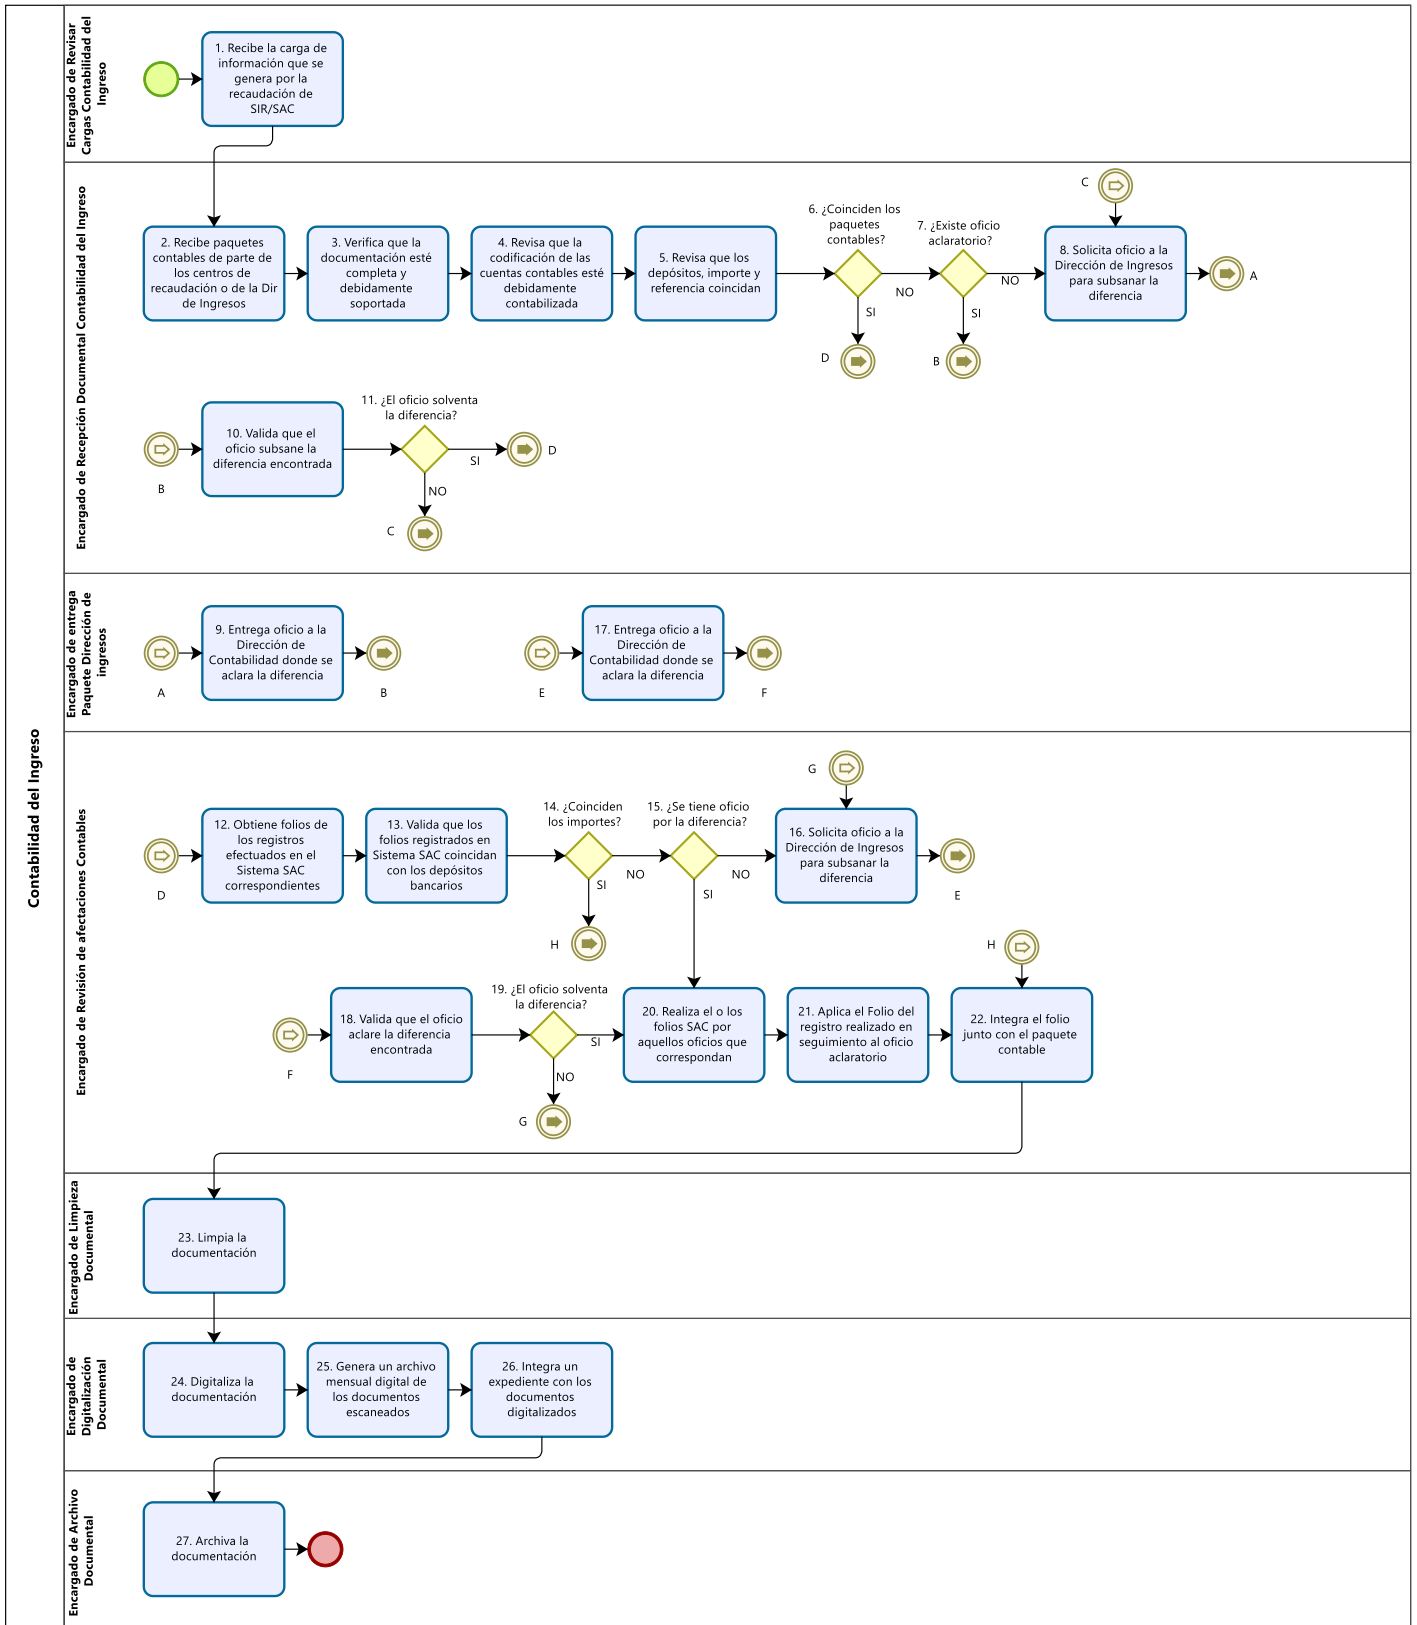 Contabilidad del Ingreso
Encargado de Revisar
Cargas Contabilidad del
Ingreso
1. Recibe la carga de
información que se
genera por la
recaudación de
SIR/SAC
Encargado de Recepción Documental Contabilidad del Ingreso
2. Recibe paquetes
contables de parte de
los centros de
recaudación o de la Dir
de Ingresos
3. Verifica que la
documentación esté
completa y
debidamente
soportada
4. Revisa que la
codificación de las
cuentas contables esté
debidamente
contabilizada
5. Revisa que los
depósitos, importe y
referencia coincidan
6. ¿Coinciden los
paquetes
contables?
NO
SI
D
7. ¿Existe oficio
aclaratorio?
NO
SI
B
C
8. Solicita oficio a la
Dirección de Ingresos
para subsanar la
diferencia
A
B
10. Valida que el
oficio subsane la
diferencia encontrada
11. ¿El oficio solventa
la diferencia?
SI
D
NO
C
Encargado de entrega
Paquete Dirección de
ingresos
A
9. Entrega oficio a la
Dirección de
Contabilidad donde se
aclara la diferencia
B
E
17. Entrega oficio a la
Dirección de
Contabilidad donde se
aclara la diferencia
F
Encargado de Revisión de afectaciones Contables
D
12. Obtiene folios de
los registros
efectuados en el
Sistema SAC
correspondientes
13. Valida que los
folios registrados en
Sistema SAC coincidan
con los depósitos
bancarios
14. ¿Coinciden
los importes?
NO
SI
H
15. ¿Se tiene oficio
por la diferencia?
NO
SI
G
16. Solicita oficio a la
Dirección de Ingresos
para subsanar la
diferencia
E
F
18. Valida que el oficio
aclare la diferencia
encontrada
19. ¿El oficio solventa
la diferencia?
SI
NO
G
20. Realiza el o los
folios SAC por
aquellos oficios que
correspondan
21. Aplica el Folio del
registro realizado en
seguimiento al oficio
aclaratorio
H
22. Integra el folio
junto con el paquete
contable
Encargado de Limpieza
Documental
23. Limpia la
documentación
Encargado de
Digitalización
Documental
24. Digitaliza la
documentación
25. Genera un archivo
mensual digital de
los documentos
escaneados
26. Integra un
expediente con los
documentos
digitalizados
Encargado de Archivo
Documental
27. Archiva la
documentación